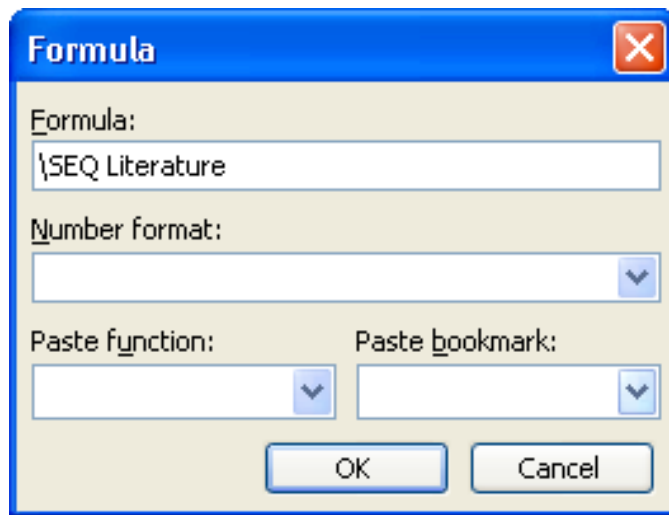 Formula
Formula:
\SEQ Literature
Number format:
Paste function: Paste bookmark:
OK Cancel